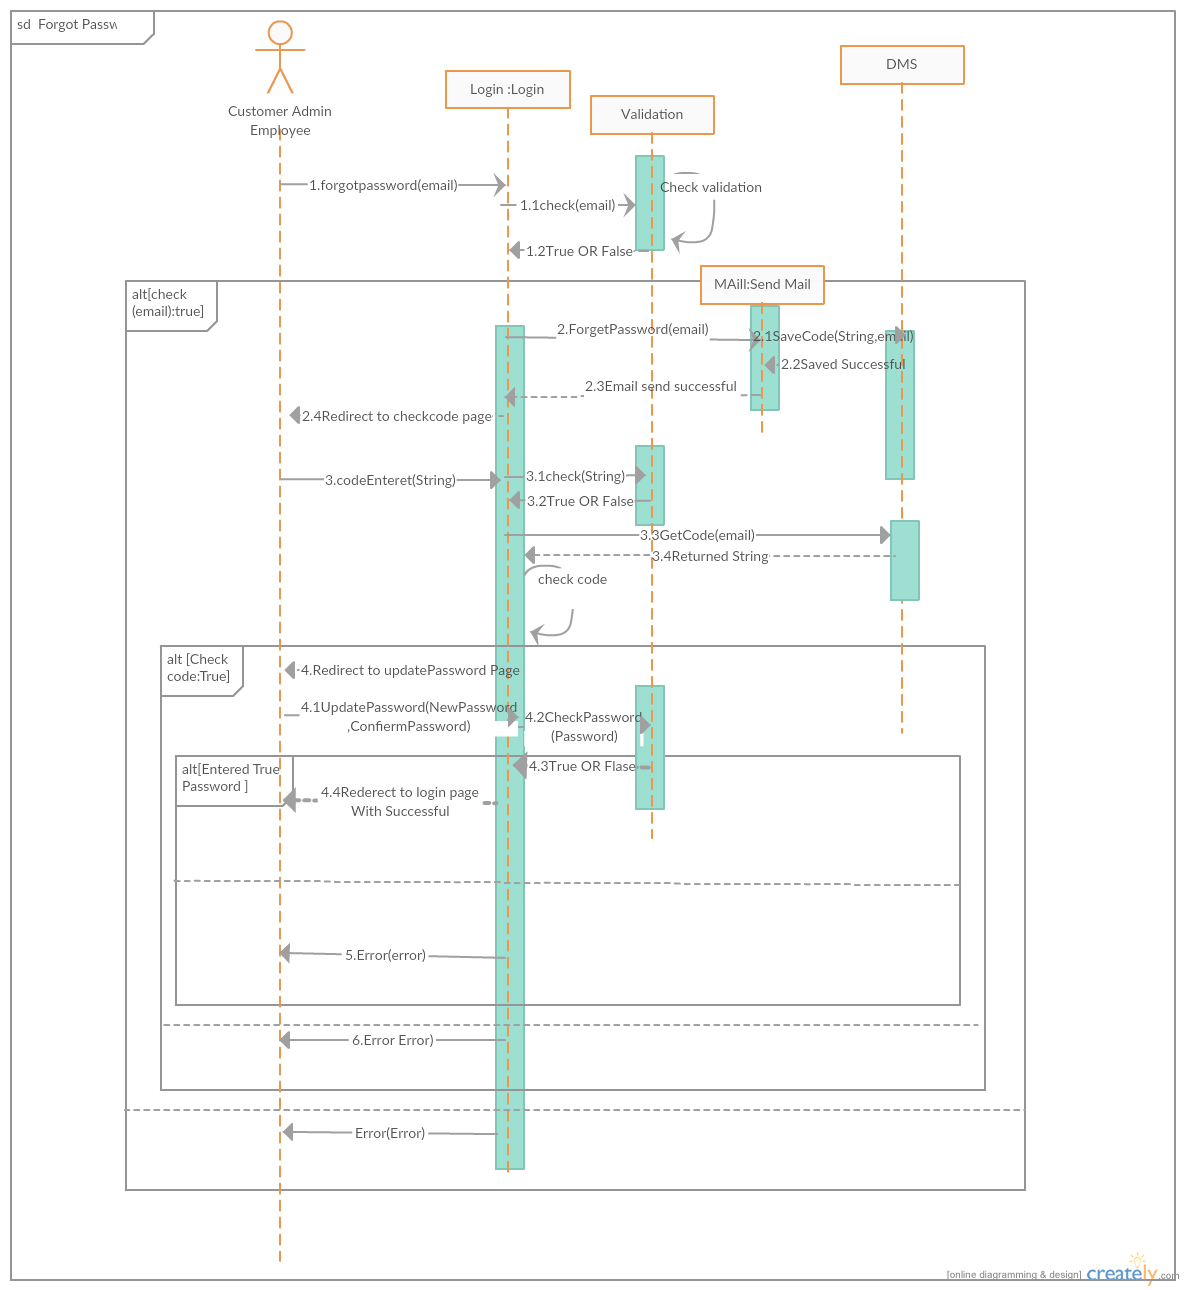 sd Forgot Passw
DMS
Login :Login
Customer Admin
Employee
Validation
1.forgotpassword(email)
Check validation
1.1check(email)
1.2True OR False
MAill:Send Mail
alt[check
(email):true]
2.ForgetPassword(email)
2.1SaveCode(String,email)
2.2Saved Successful
2.3Email send successful
2.4Redirect to checkcode page
3.codeEnteret(String)
3.1check(String)
3.2True OR False
3.3GetCode(email)
3.4Returned String
check code
alt [Check
code:True]
4.Redirect to updatePassword Page
4.1UpdatePassword(NewPassword
,ConfiermPassword)
4.2CheckPassword
(Password)
alt[Entered True
Password ]
4.3True OR Flase
4.4Rederect to login page
With Successful
5.Error(error)
6.Error Error)
Error(Error)
[online diagramming & design] creately.com